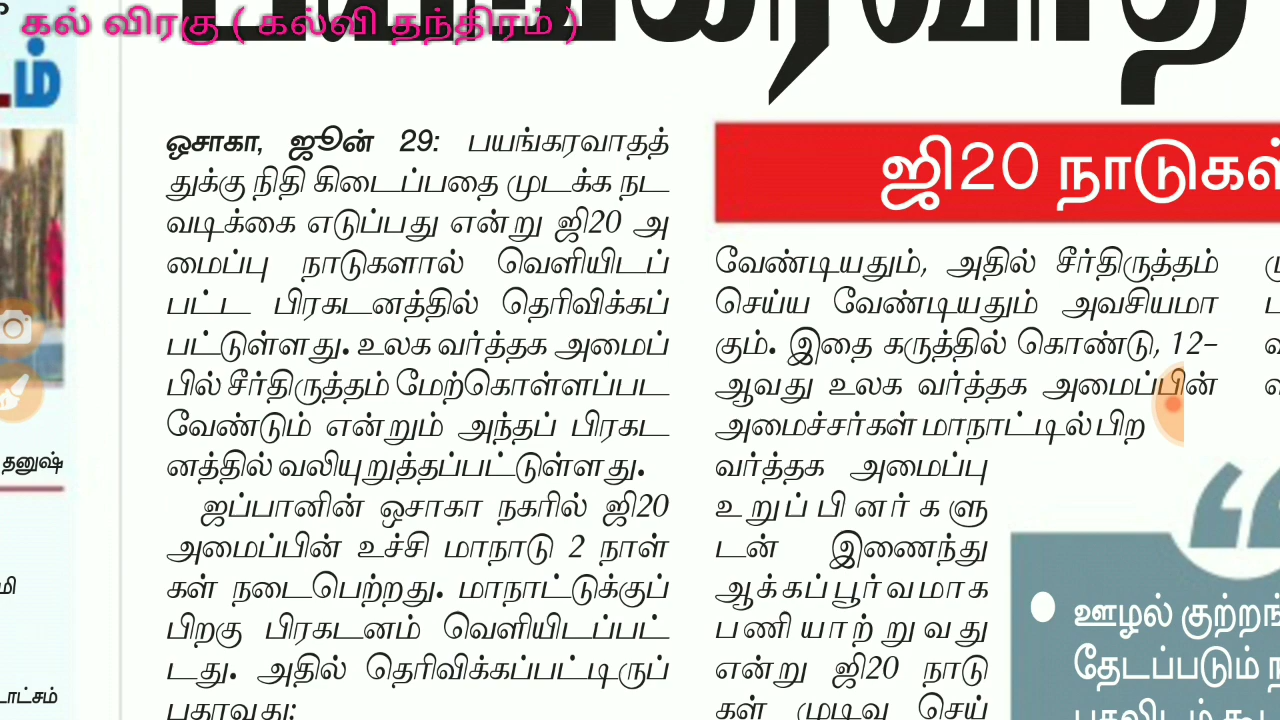 கல் விரகு ( கல்வி தந்திரம் )
ஜி20 நாடுகள்
ஒசாகா, ஜூன் 29: பயங்கரவாதத்
துக்கு நிதி கிடைப்பதை முடக்க நட
வடிக்கை எடுப்பது என்று ஜி20 அ
மைப்பு நாடுகளால் வெளியிடப்
பட்ட பிரகடனத்தில் தெரிவிக்கப்
பட்டுள்ளது. உலக வர்த்தக அமைப்
பில் சீர்திருத்தம் மேற்கொள்ளப்பட
வேண்டும் என்றும் அந்தப் பிரகட
னத்தில் வலியுறுத்தப்பட்டுள்ளது.
ஜப்பானின் ஒசாகா நகரில் ஜி20
அமைப்பின் உச்சி மாநாடு 2 நாள்
கள் நடைபெற்றது. மாநாட்டுக்குப்
பிறகு பிரகடனம் வெளியிடப்பட்
டது. அதில் தெரிவிக்கப்பட்டிருப்
பதாவது:
வேண்டியதும், அதில் சீர்திருத்தம்
செய்ய வேண்டியதும் அவசியமா
கும். இதை கருத்தில் கொண்டு, 12-
ஆவது உலக வர்த்தக அமைப்பின்
அமைச்சர்கள் மாநாட்டில் பிற
வர்த்தக அமைப்பு
உறுப்பினர்களு
டன் இணைந்து
ஆக்கப்பூர்வமாக
பணியாற்றுவது
என்று ஜி20 நாடு
கள் முடிவு செய்
ஊழல்
தேடப்படும்
தனுஷ்